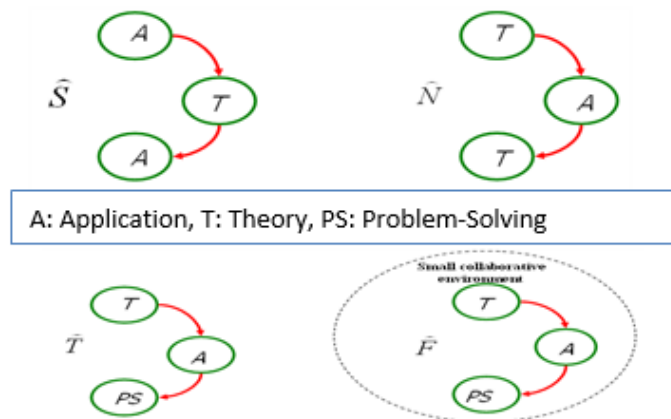 A T
Ŝ T N̂ A
A T
A: Application, T: Theory, PS: Problem-Solving
Small collaborative
environment
T T
T̂ A F̂ A
PS PS